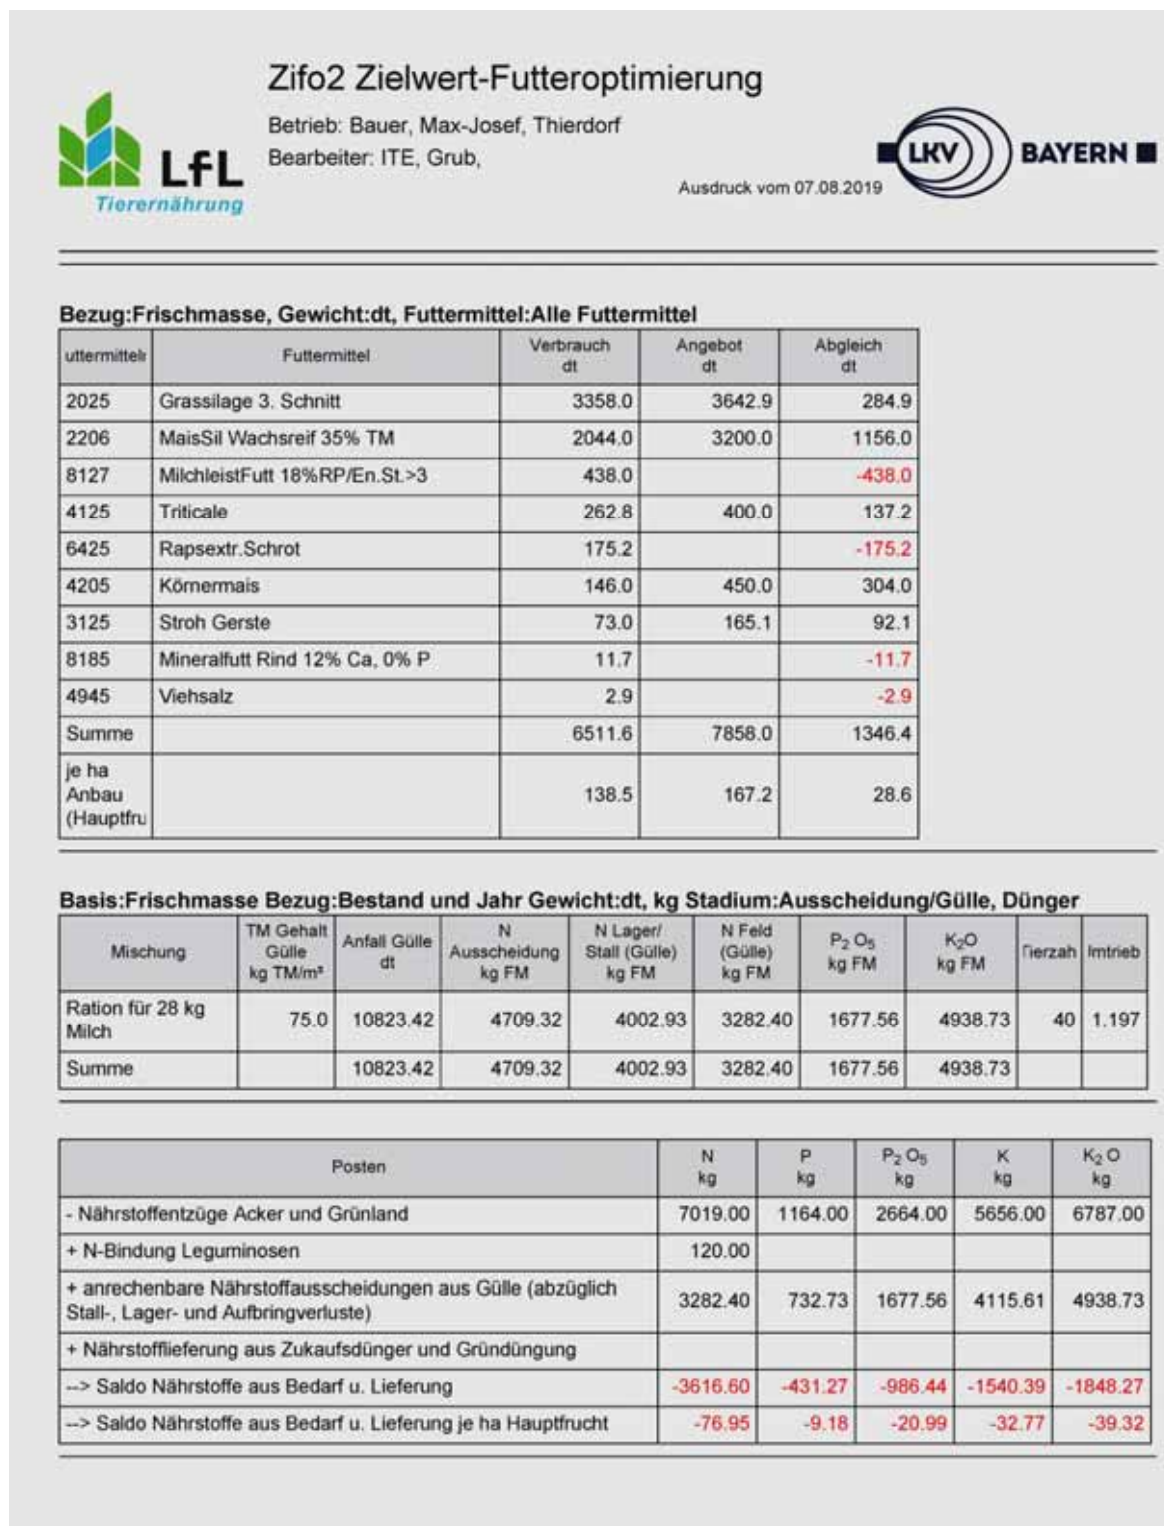 Zifo2 Zielwert-Futteroptimierung
Betrieb: Bauer, Max-Josef, Thierdorf
Bearbeiter: ITE, Grub,
LfL
Tierernährung
LKV BAYERN
Ausdruck vom 07.08.2019
Bezug:Frischmasse, Gewicht:dt, Futtermittel:Alle Futtermittel
uttermitteln Futtermittel Verbrauch dt Angebot dt Abgleich dt
2025 Grassilage 3. Schnitt 3358.0 3642.9 284.9
2206 MaisSil Wachsreif 35% TM 2044.0 3200.0 1156.0
8127 MilchleistFutt 18%RP/En.St.>3 438.0 -438.0
4125 Triticale 262.8 400.0 137.2
6425 Rapsextr.Schrot 175.2 -175.2
4205 Körnermais 146.0 450.0 304.0
3125 Stroh Gerste 73.0 165.1 92.1
8185 Mineralfutt Rind 12% Ca, 0% P 11.7 -11.7
4945 Viehsalz 2.9 -2.9
Summe 6511.6 7858.0 1346.4
je ha Anbau (Hauptfru 138.5 167.2 28.6
Basis:Frischmasse Bezug:Bestand und Jahr Gewicht:dt, kg Stadium:Ausscheidung/Gülle, Dünger
Mischung TM Gehalt Gülle kg TM/m³ Anfall Gülle dt N Ausscheidung kg FM N Lager/ Stall (Gülle) kg FM N Feld (Gülle) kg FM P2 O5 kg FM K2O kg FM Tierzah Imtrieb
Ration für 28 kg Milch 75.0 10823.42 4709.32 4002.93 3282.40 1677.56 4938.73 40 1.197
Summe 10823.42 4709.32 4002.93 3282.40 1677.56 4938.73
Posten N kg P kg P2 O5 kg K kg K2 O kg
- Nährstoffentzüge Acker und Grünland 7019.00 1164.00 2664.00 5656.00 6787.00
+ N-Bindung Leguminosen 120.00
+ anrechenbare Nährstoffausscheidungen aus Gülle (abzüglich
Stall-, Lager- und Aufbringverluste) 3282.40 732.73 1677.56 4115.61 4938.73
+ Nährstofflieferung aus Zukaufsdünger und Gründüngung
--> Saldo Nährstoffe aus Bedarf u. Lieferung -3616.60 -431.27 -986.44 -1540.39 -1848.27
--> Saldo Nährstoffe aus Bedarf u. Lieferung je ha Hauptfrucht -76.95 -9.18 -20.99 -32.77 -39.32